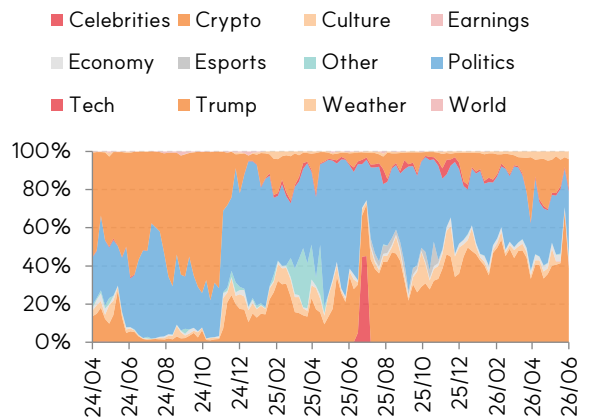 Celebrities Crypto Culture Earnings
Economy Esports Other Politics
Tech Trump Weather World
100%
80%
60%
40%
20%
0%
24/04 24/06 24/08 24/10 24/12 25/02 25/04 25/06 25/08 25/10 25/12 26/02 26/04 26/06